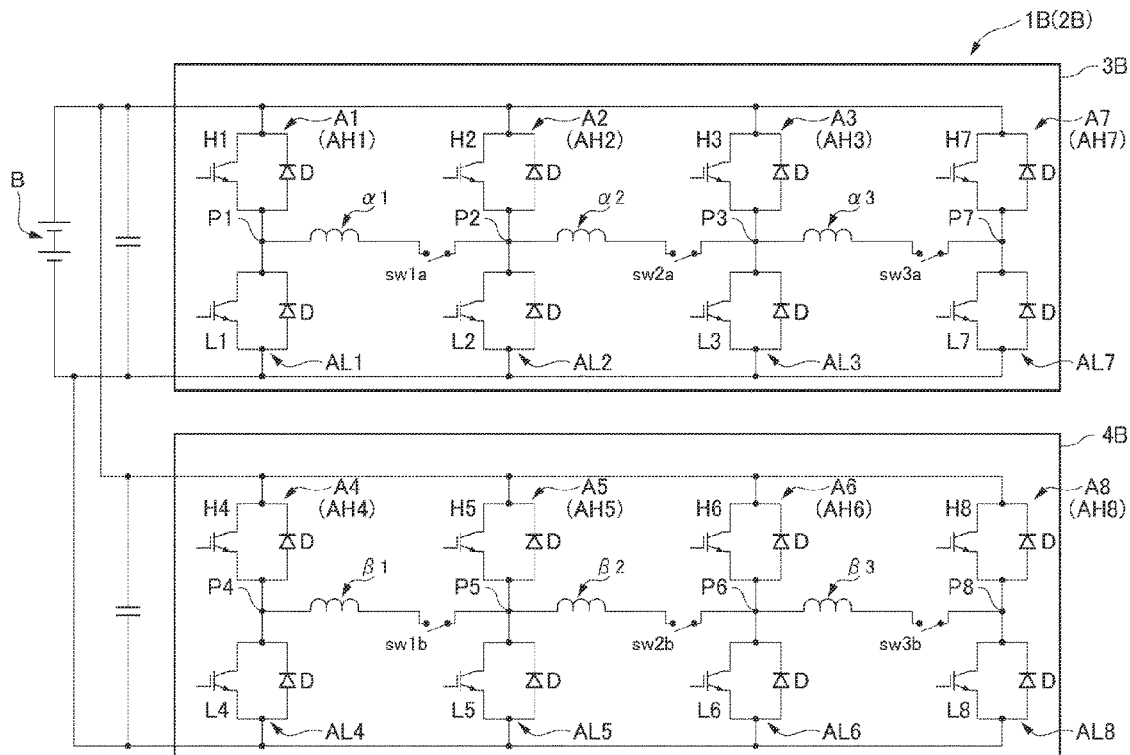 1B(2B)
3B
A1
(AH1)
A2
(AH2)
A3
(AH3)
A7
(AH7)
H1
H2
H3
H7
D
D
D
D
B
P1
α1
P2
α2
P3
α3
P7
sw1a
sw2a
sw3a
D
D
D
D
L1
L2
L3
L7
AL1
AL2
AL3
AL7
4B
A4
(AH4)
A5
(AH5)
A6
(AH6)
A8
(AH8)
H4
H5
H6
H8
D
D
D
D
P4
β1
P5
β2
P6
β3
P8
sw1b
sw2b
sw3b
D
D
D
D
L4
L5
L6
L8
AL4
AL5
AL6
AL8